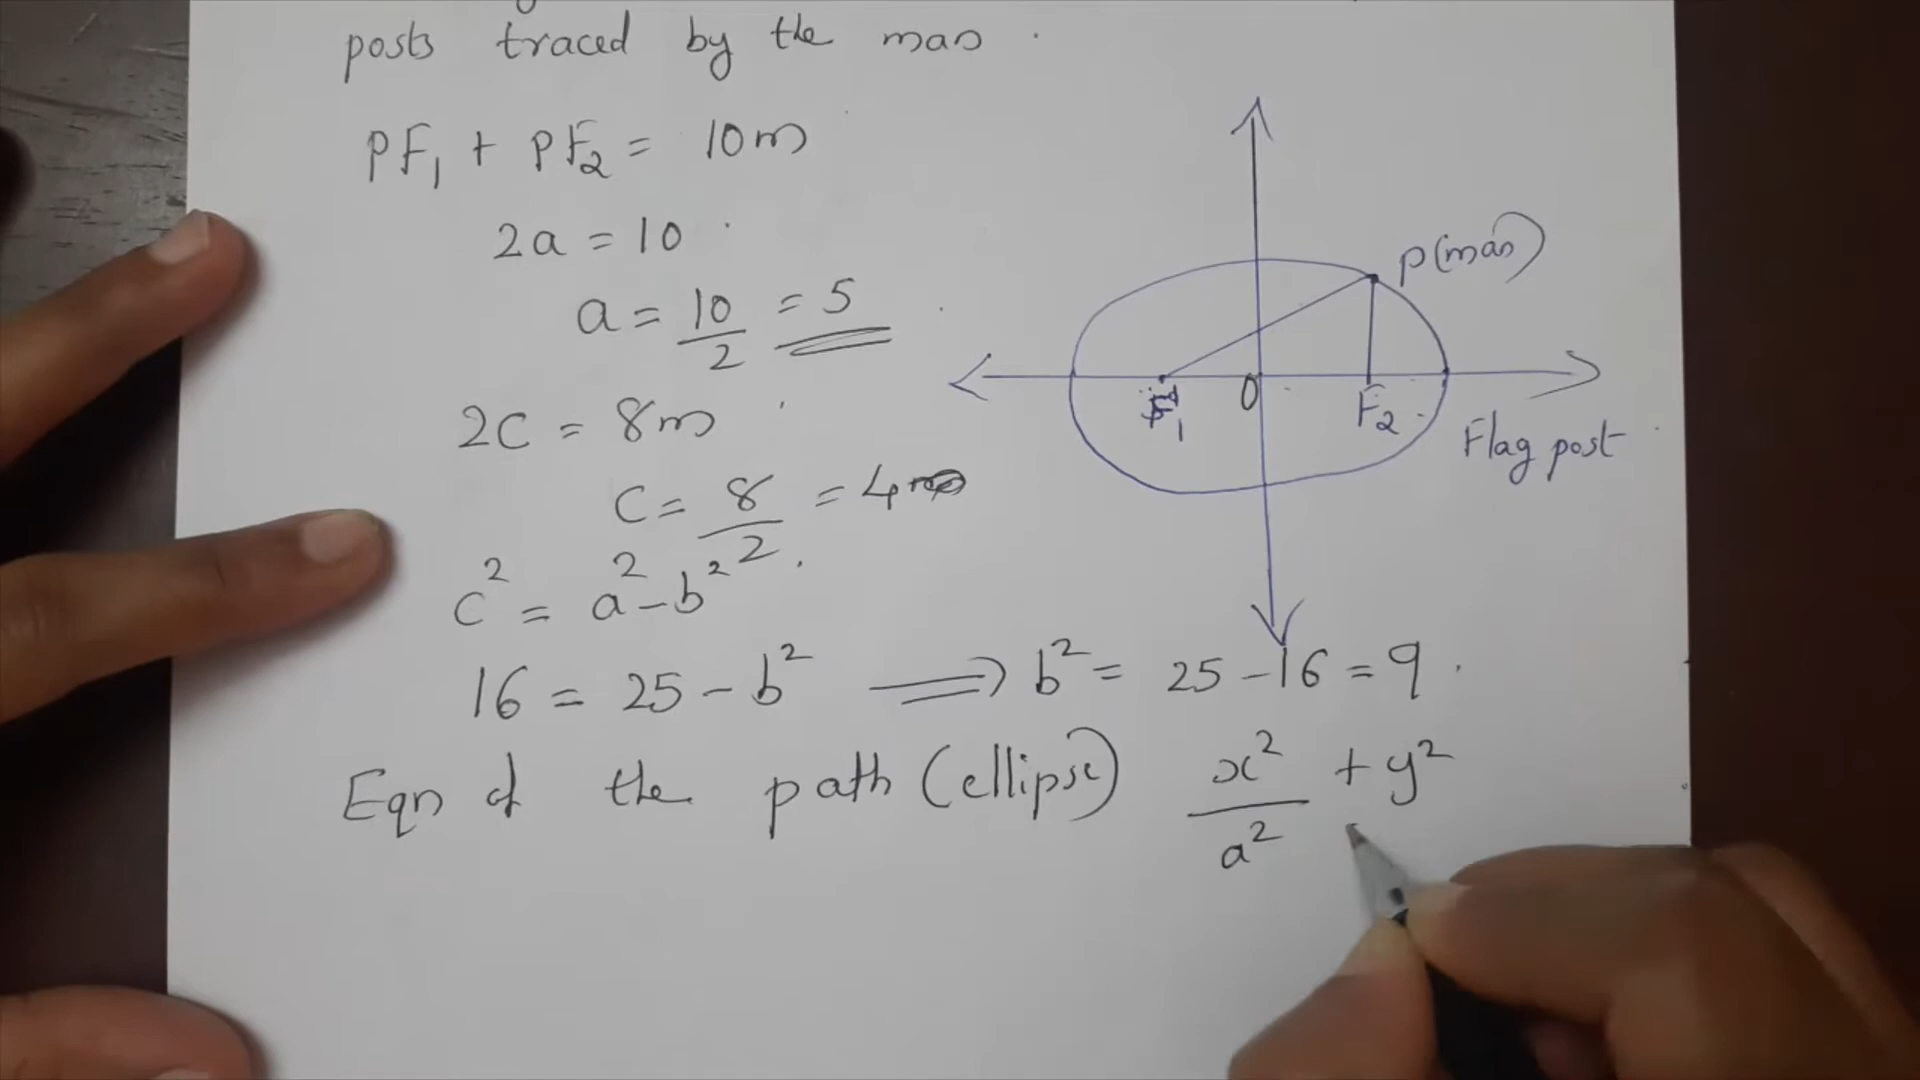 posts traced by the man.
PF₁ + PF₂ = 10m
2a = 10
a = 10/2 = 5
2C = 8m
C = 8/2 = 4
c² = a² - b²
16 = 25 - b² ⟹ b² = 25 - 16 = 9.
Eqn of the path (ellipse) x²/a² + y²
P(man)
F₁ O F₂
Flag post